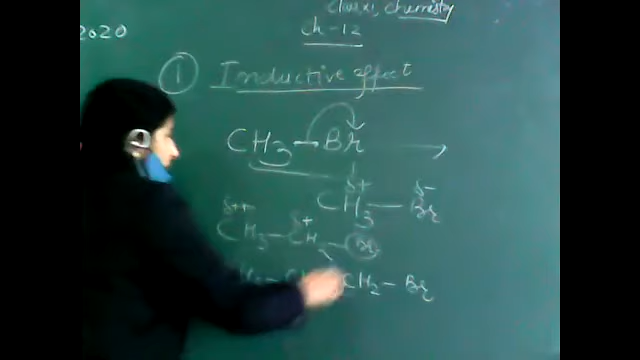 class xi, chemistry
2020
ch-12
① Inductive effect
CH3 — Br
δ+ δ-
CH3 — Br
δ++ δ+
CH3 — CH2 — Br
CH2 — Br